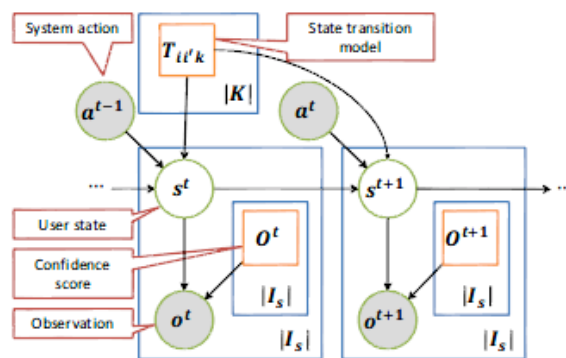 System action
State transition
model
T_{ii'k}
|K|
a^{t-1}
a^t
...
s^t
s^{t+1}
...
User state
Confidence
score
O^t
O^{t+1}
|I_s|
|I_s|
Observation
o^t
|I_s|
o^{t+1}
|I_s|